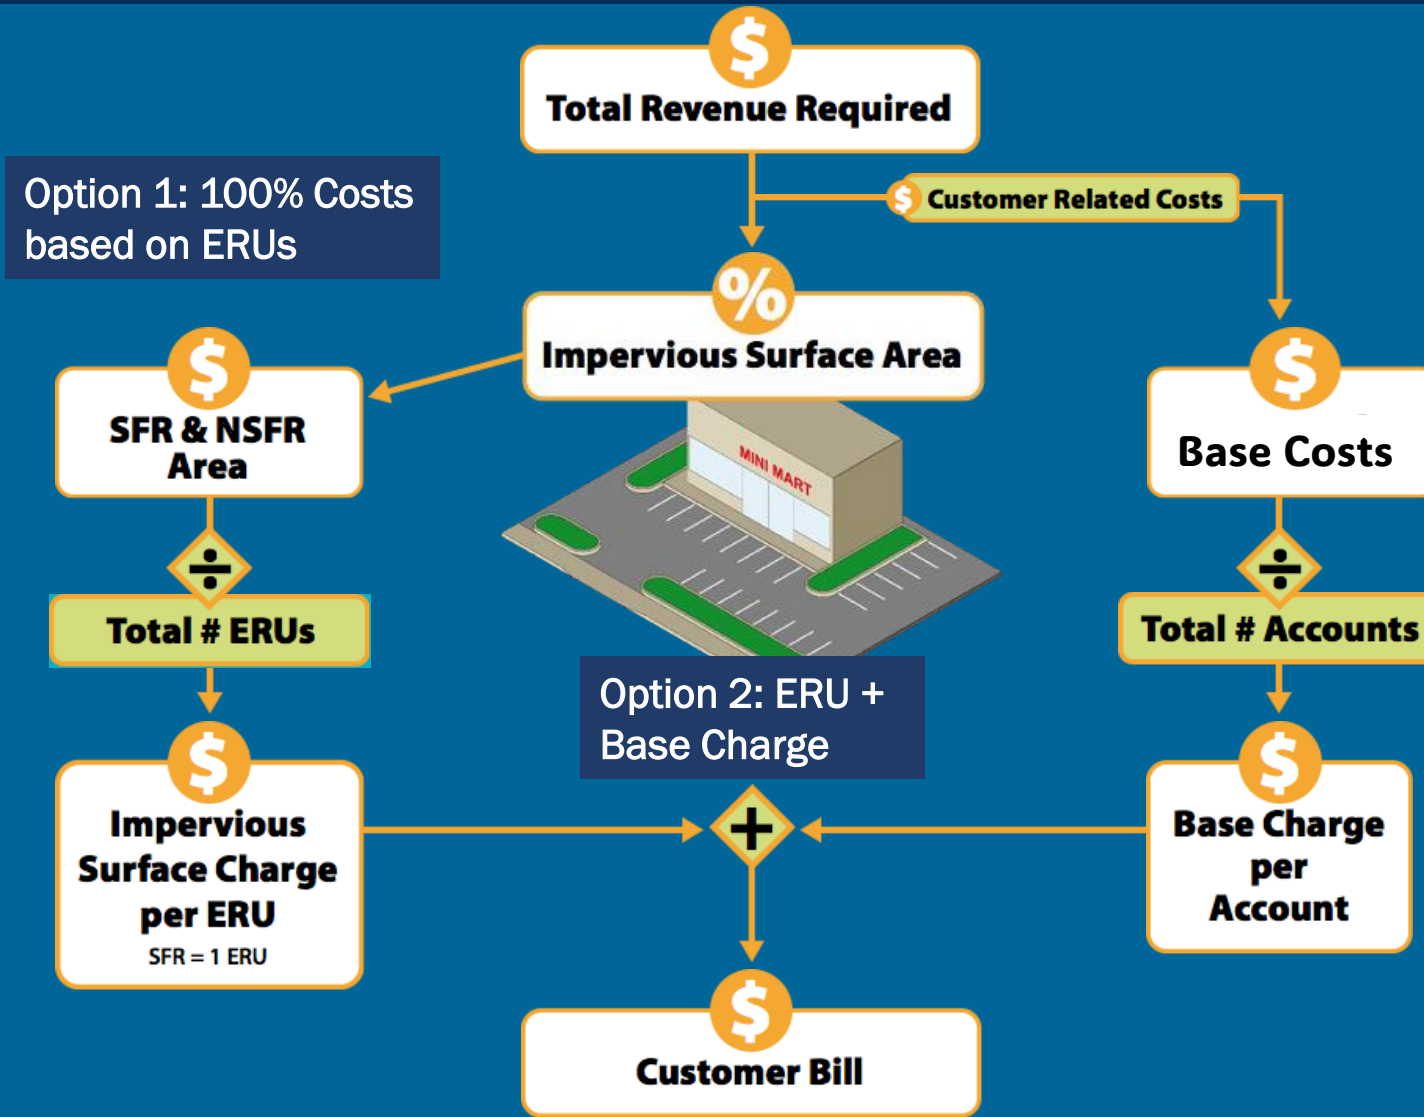 $
Total Revenue Required
Option 1: 100% Costs
based on ERUs
$ Customer Related Costs
%
Impervious Surface Area
$
SFR & NSFR
Area
MINI MART
$
Base Costs
÷
Total # ERUs
÷
Total # Accounts
Option 2: ERU +
Base Charge
$
Impervious
Surface Charge
per ERU
SFR = 1 ERU
+
$
Base Charge
per
Account
$
Customer Bill